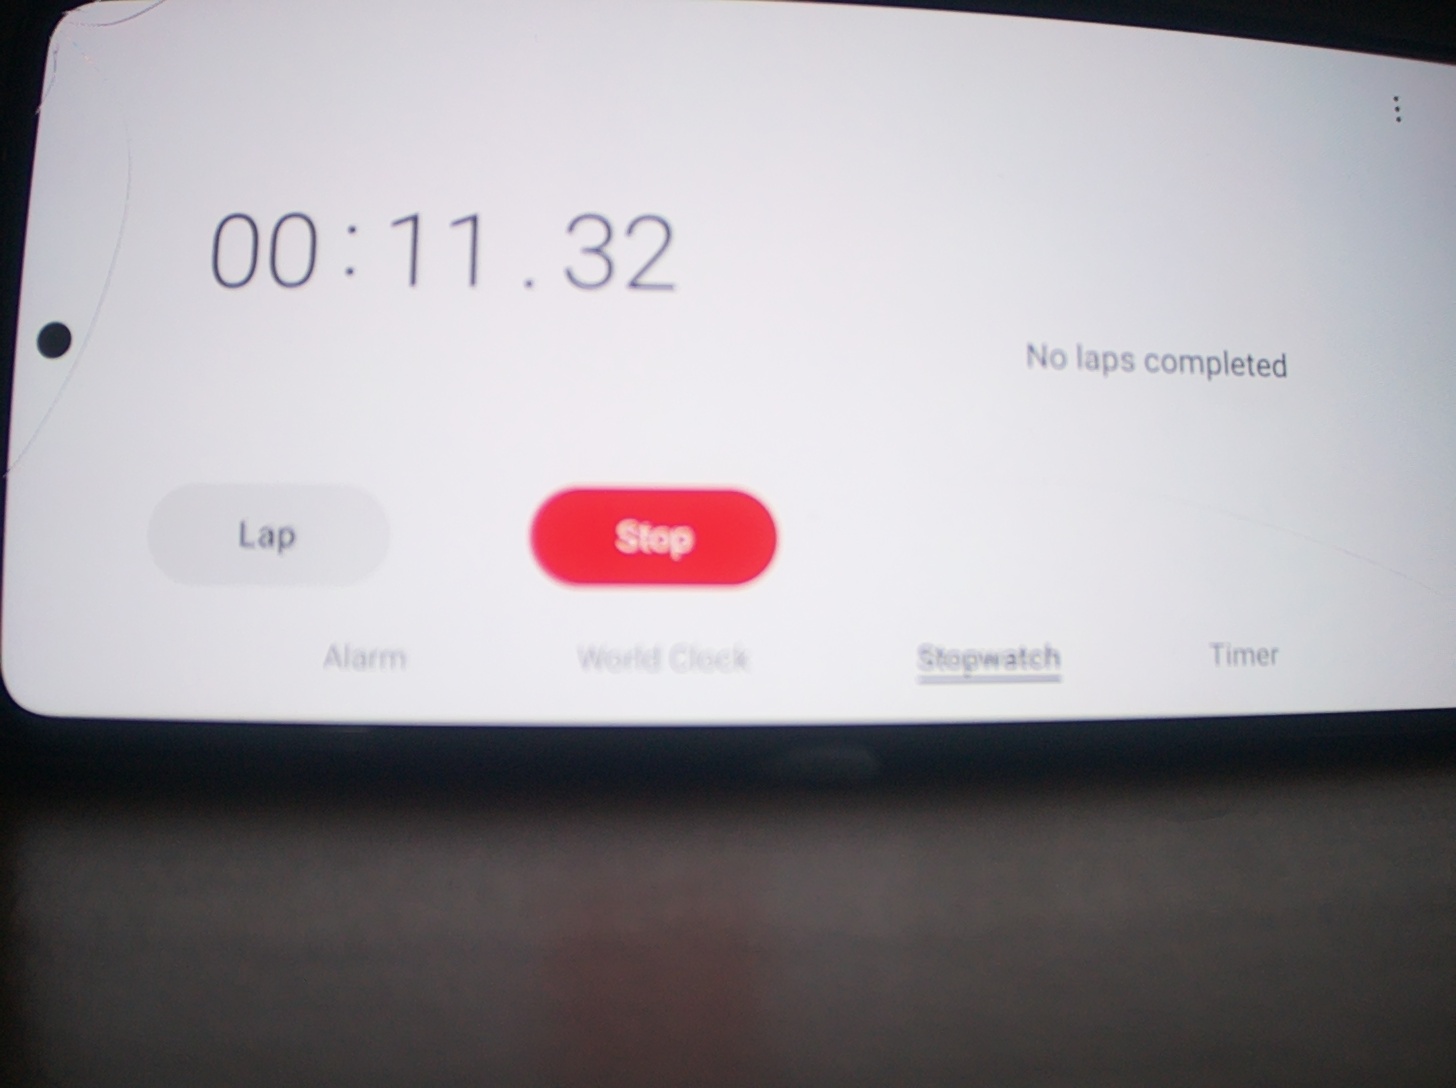 00:11.32
No laps completed
Lap
Stop
Alarm
World Clock
Stopwatch
Timer